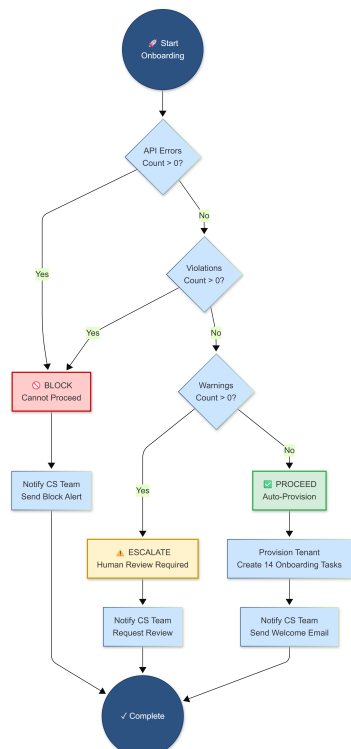 🚀 Start
Onboarding
API Errors
Count > 0?
No
Yes
Violations
Count > 0?
Yes
No
🚫 BLOCK
Cannot Proceed
Warnings
Count > 0?
No
Yes
Notify CS Team
Send Block Alert
✅ PROCEED
Auto-Provision
⚠️ ESCALATE
Human Review Required
Provision Tenant
Create 14 Onboarding Tasks
Notify CS Team
Request Review
Notify CS Team
Send Welcome Email
✓ Complete